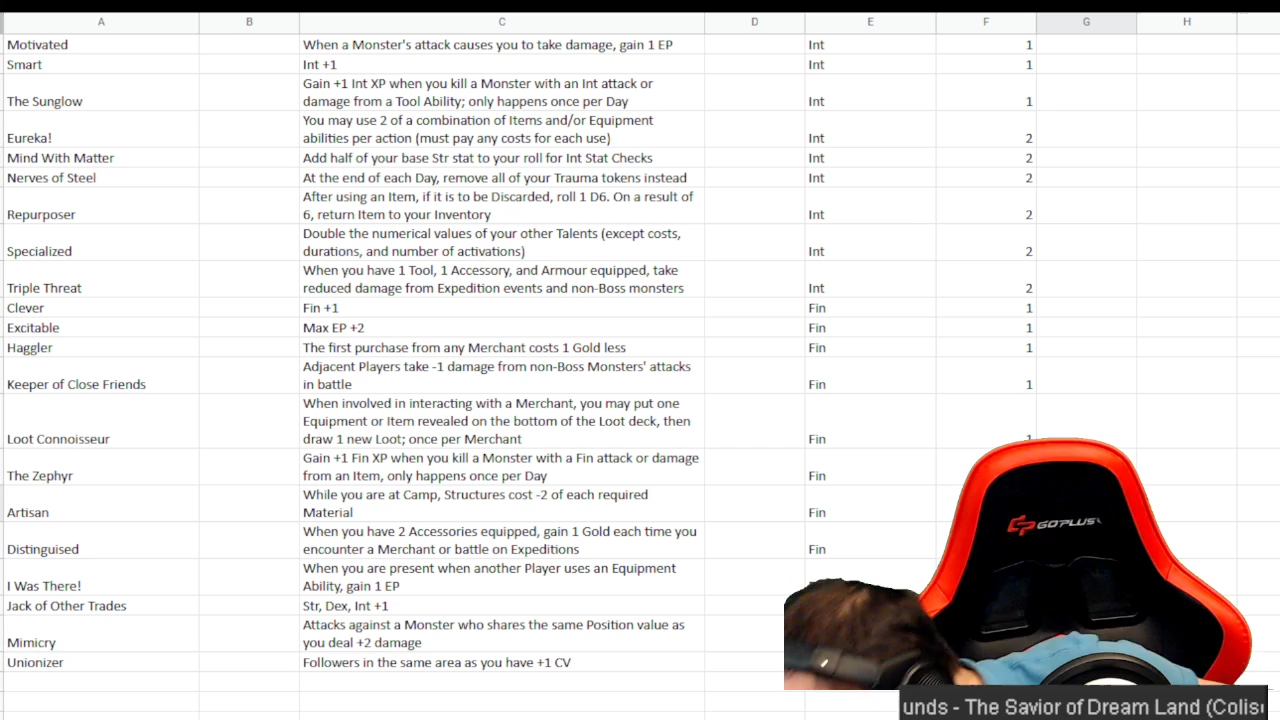 A B C D E F G H
Motivated When a Monster's attack causes you to take damage, gain 1 EP Int 1
Smart Int +1 Int 1
Gain +1 Int XP when you kill a Monster with an Int attack or
The Sunglow damage from a Tool Ability; only happens once per Day Int 1
You may use 2 of a combination of Items and/or Equipment
Eureka! abilities per action (must pay any costs for each use) Int 2
Mind With Matter Add half of your base Str stat to your roll for Int Stat Checks Int 2
Nerves of Steel At the end of each Day, remove all of your Trauma tokens instead Int 2
After using an Item, if it is to be Discarded, roll 1 D6. On a result of
Repurposer 6, return Item to your Inventory Int 2
Double the numerical values of your other Talents (except costs,
Specialized durations, and number of activations) Int 2
When you have 1 Tool, 1 Accessory, and Armour equipped, take
Triple Threat reduced damage from Expedition events and non-Boss monsters Int 2
Clever Fin +1 Fin 1
Excitable Max EP +2 Fin 1
Haggler The first purchase from any Merchant costs 1 Gold less Fin 1
Adjacent Players take -1 damage from non-Boss Monsters' attacks
Keeper of Close Friends in battle Fin 1
When involved in interacting with a Merchant, you may put one
Equipment or Item revealed on the bottom of the Loot deck, then
Loot Connoisseur draw 1 new Loot; once per Merchant Fin
Gain +1 Fin XP when you kill a Monster with a Fin attack or damage
The Zephyr from an Item, only happens once per Day Fin
While you are at Camp, Structures cost -2 of each required
Artisan Material Fin
When you have 2 Accessories equipped, gain 1 Gold each time you
Distinguised encounter a Merchant or battle on Expeditions Fin
When you are present when another Player uses an Equipment
I Was There! Ability, gain 1 EP
Jack of Other Trades Str, Dex, Int +1
Attacks against a Monster who shares the same Position value as
Mimicry you deal +2 damage
Unionizer Followers in the same area as you have +1 CV
GOPLUS
unds - The Savior of Dream Land (Colis